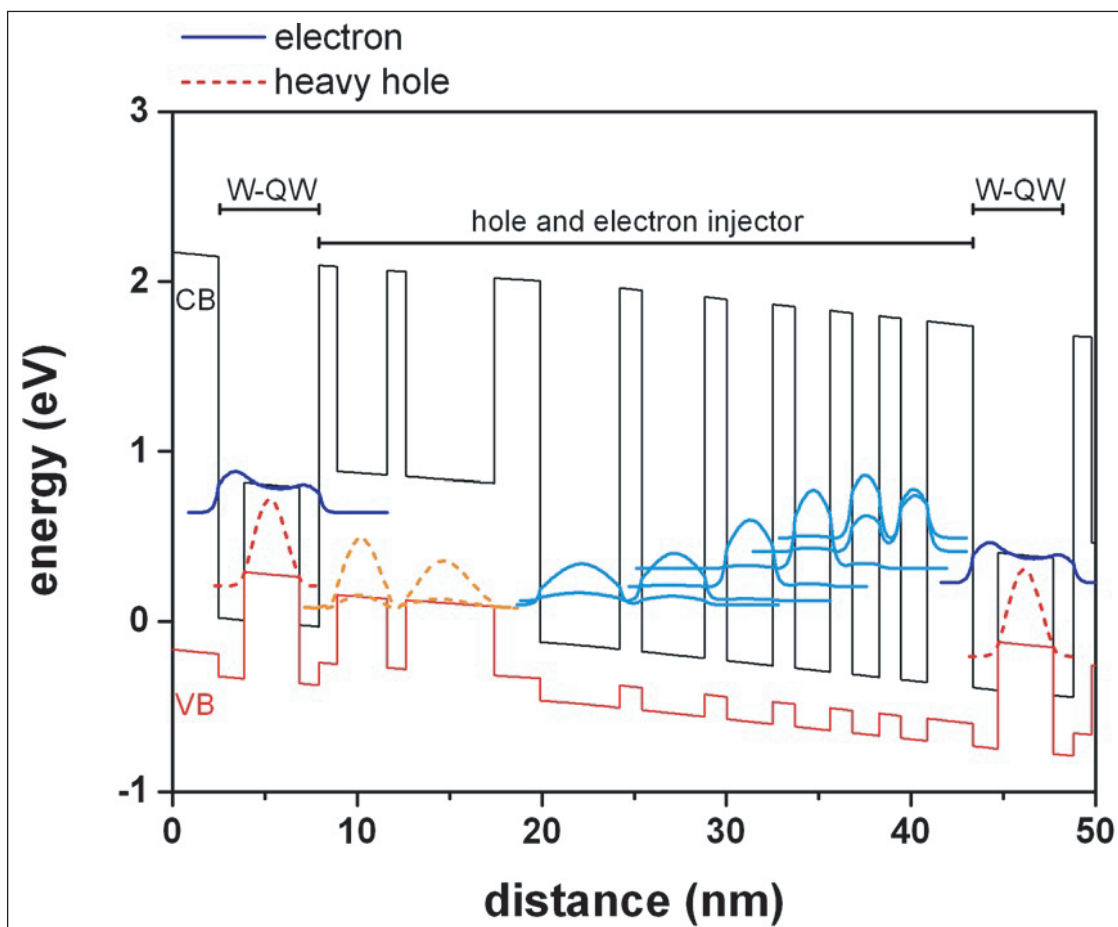 electron
heavy hole
3
W-QW
W-QW
hole and electron injector
2
CB
energy (eV)
1
0
VB
-1
0
10
20
30
40
50
distance (nm)